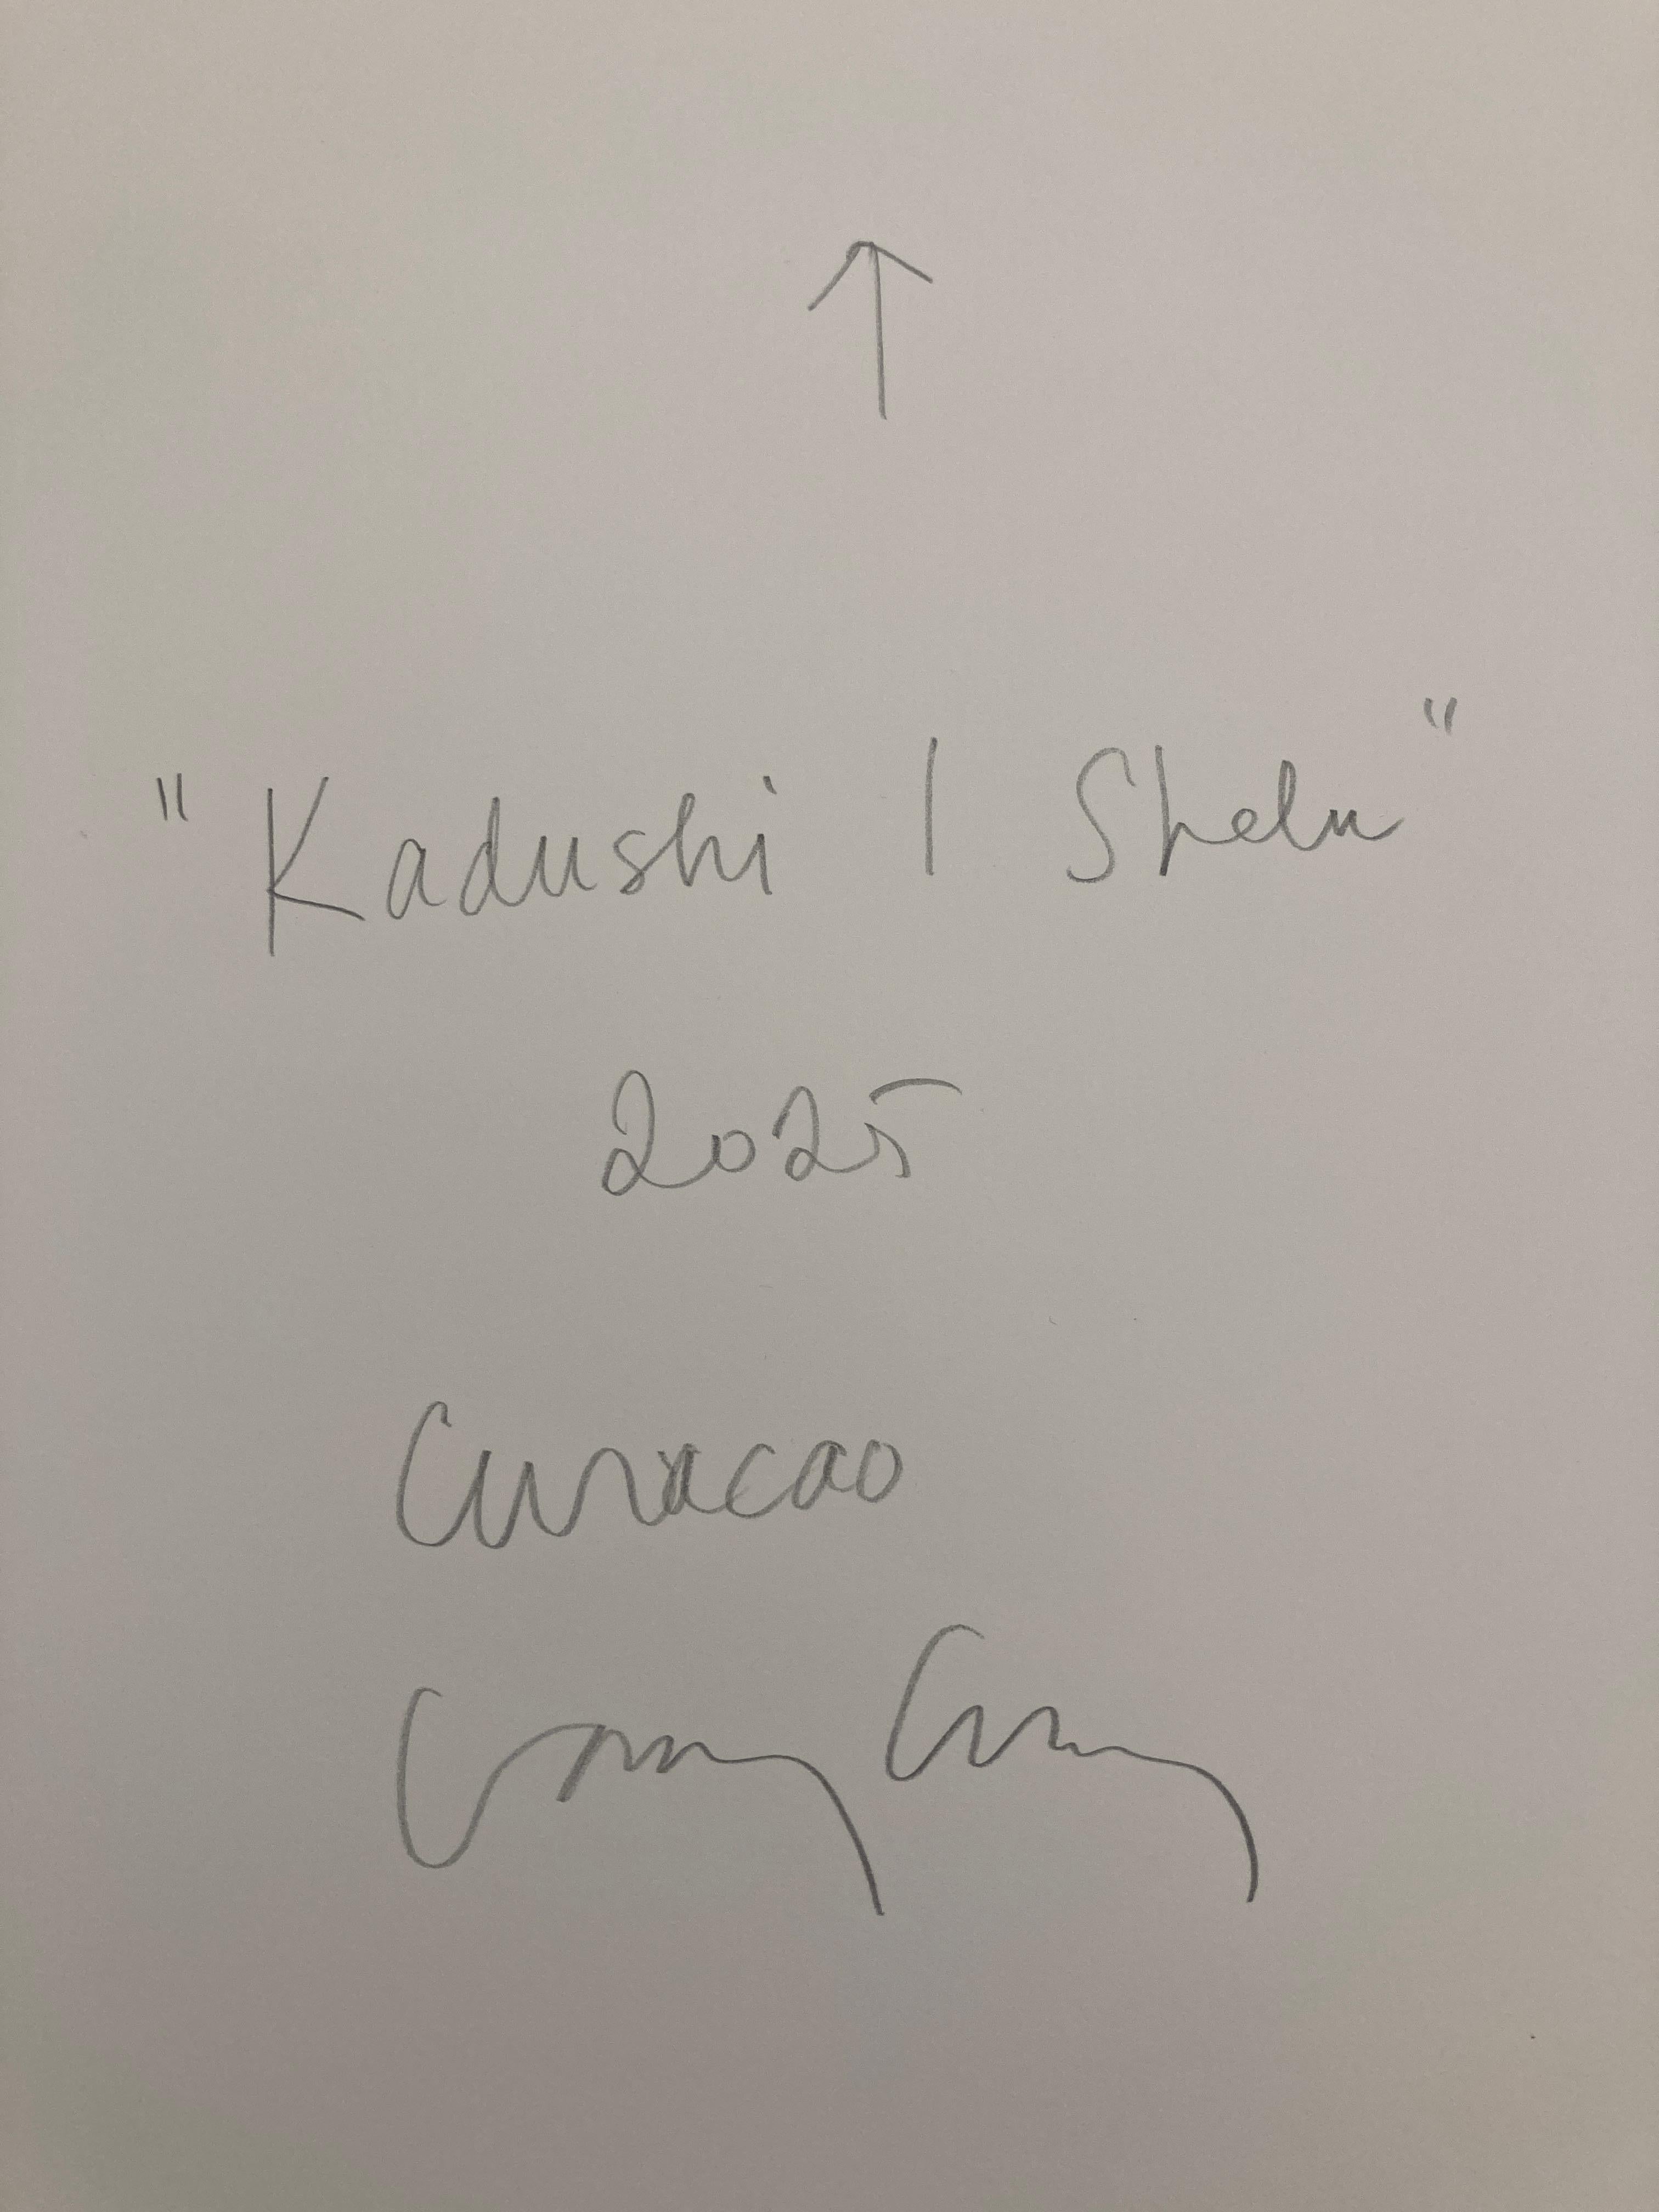 ↑
"Kadushi I Shelu"
2025
Curacao